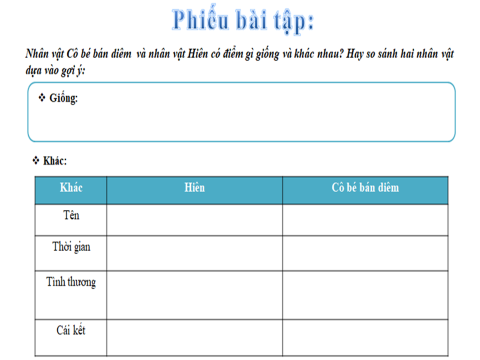 Phiếu bài tập:
Nhân vật Cô bé bán diêm và nhân vật Hiên có điểm gì giống và khác nhau? Hay so sánh hai nhân vật
dựa vào gợi ý:
❖ Giống:
❖ Khác:
Khác Hiên Cô bé bán diêm
Tên
Thời gian
Tình thương
Cái kết